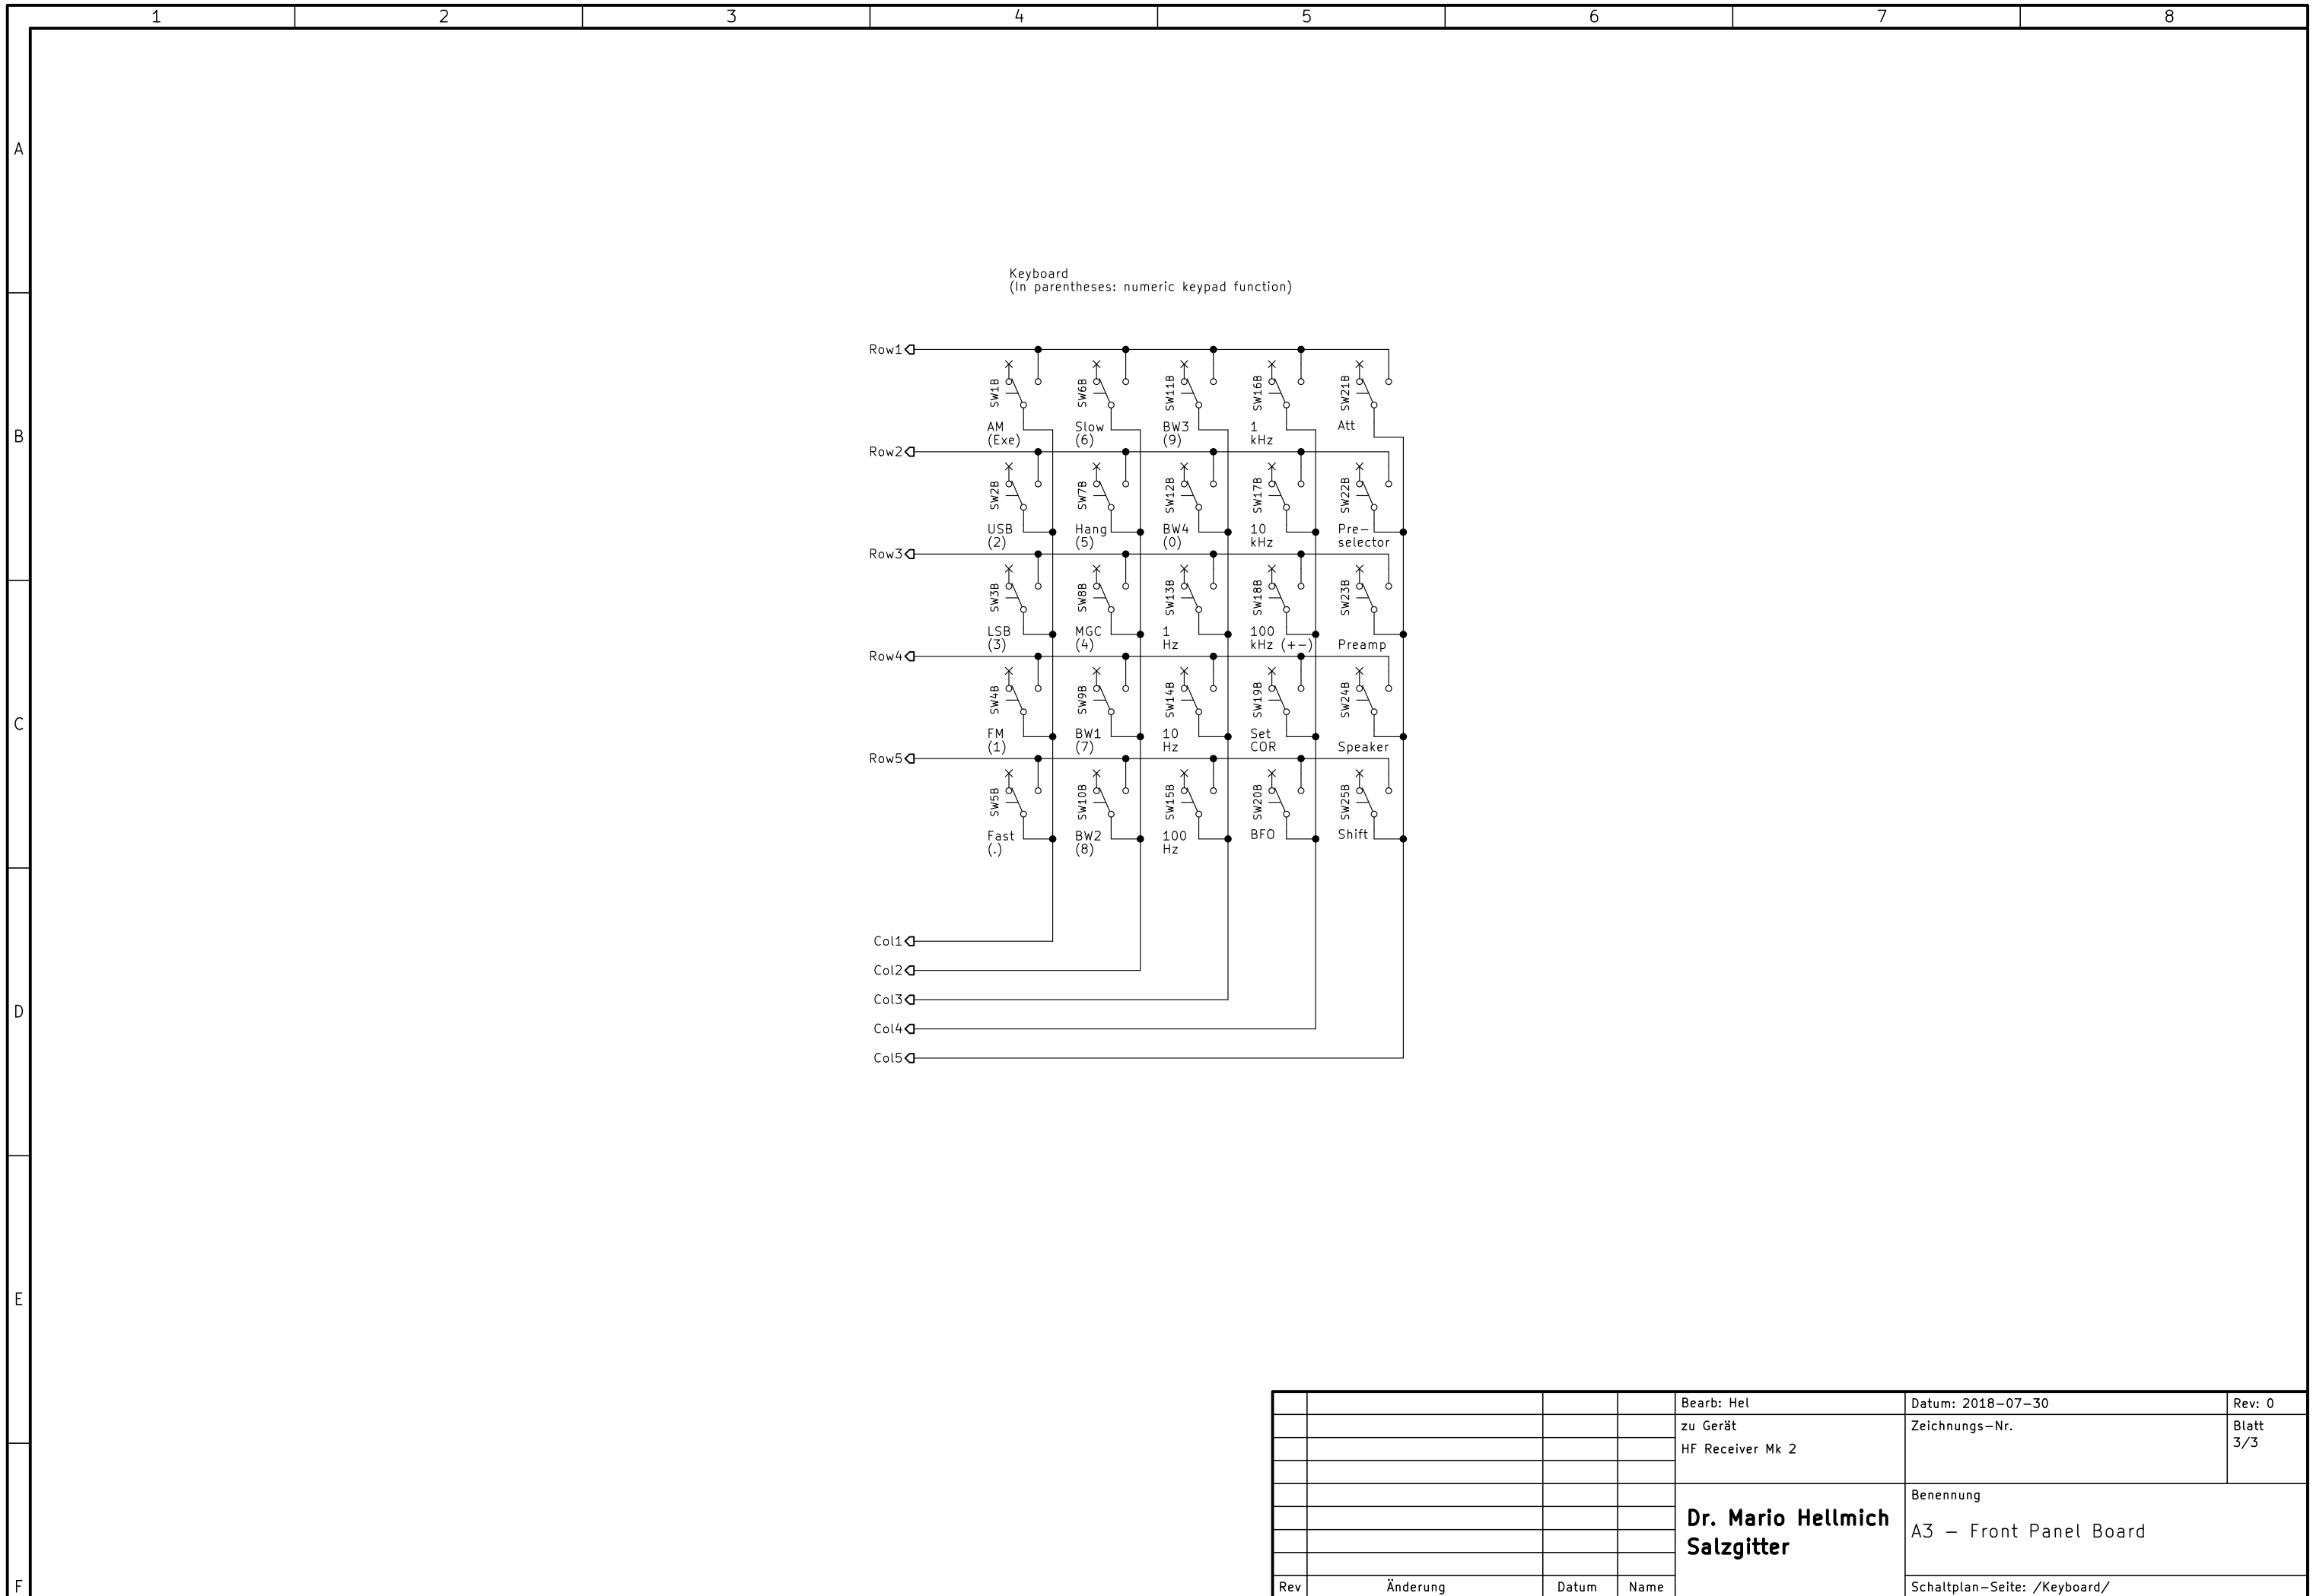 1 2 3 4 5 6 7 8
A
B
C
D
E
F
Keyboard
(In parentheses: numeric keypad function)
Row1
SW1B SW6B SW11B SW16B SW21B
AM Slow BW3 1 Att
(Exe) (6) (9) kHz
Row2
SW2B SW7B SW12B SW17B SW22B
USB Hang BW4 10 Pre-
(2) (5) (0) kHz selector
Row3
SW3B SW8B SW13B SW18B SW23B
LSB MGC 1 100
(3) (4) Hz kHz (+-) Preamp
Row4
SW4B SW9B SW14B SW19B SW24B
FM BW1 10 Set
(1) (7) Hz COR Speaker
Row5
SW5B SW10B SW15B SW20B SW25B
Fast BW2 100 BFO Shift
(.) (8) Hz
Col1
Col2
Col3
Col4
Col5
Bearb: Hel Datum: 2018-07-30 Rev: 0
zu Gerät Zeichnungs-Nr. Blatt
HF Receiver Mk 2 3/3
Benennung
Dr. Mario Hellmich
Salzgitter
A3 - Front Panel Board
Rev Änderung Datum Name Schaltplan-Seite: /Keyboard/